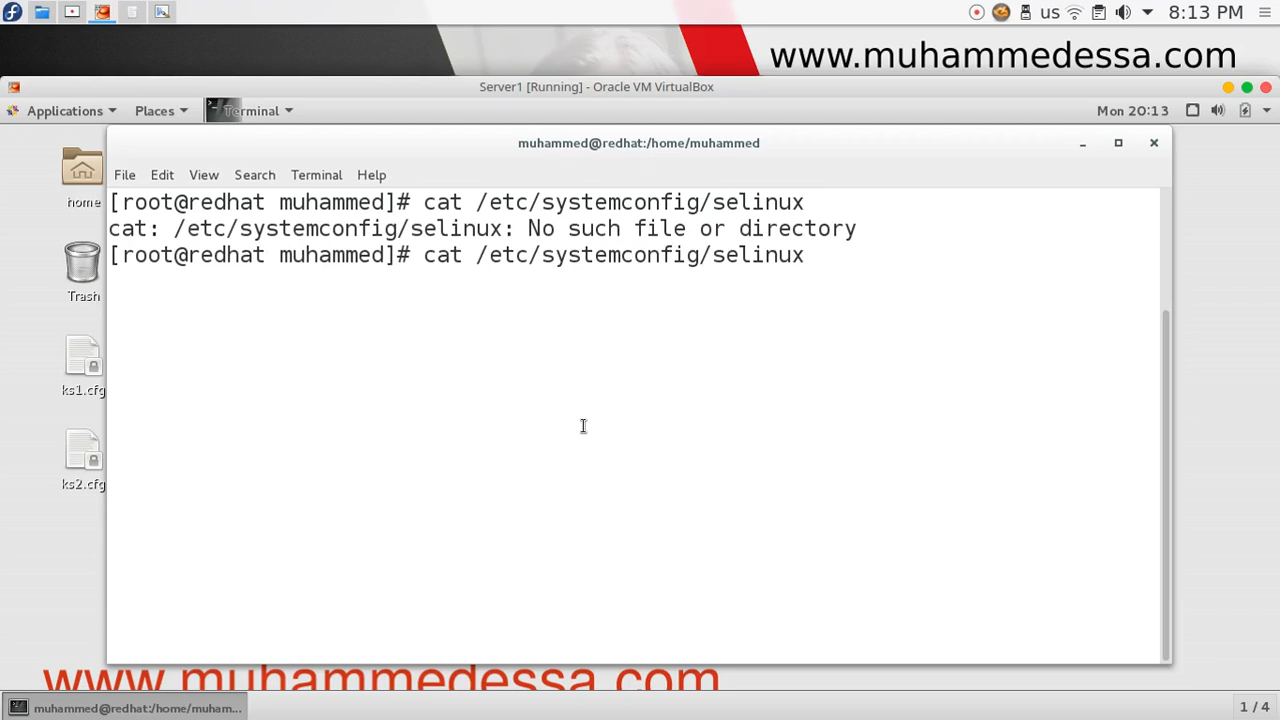 us
8:13 PM
www.muhammedessa.com
Server1 [Running] - Oracle VM VirtualBox
Applications
Places
Terminal
Mon 20:13
muhammed@redhat:/home/muhammed
File Edit View Search Terminal Help
[root@redhat muhammed]# cat /etc/systemconfig/selinux
cat: /etc/systemconfig/selinux: No such file or directory
[root@redhat muhammed]# cat /etc/systemconfig/selinux
home
Trash
ks1.cfg
ks2.cfg
www.muhammedessa.com
muhammed@redhat:/home/muham...
1 / 4